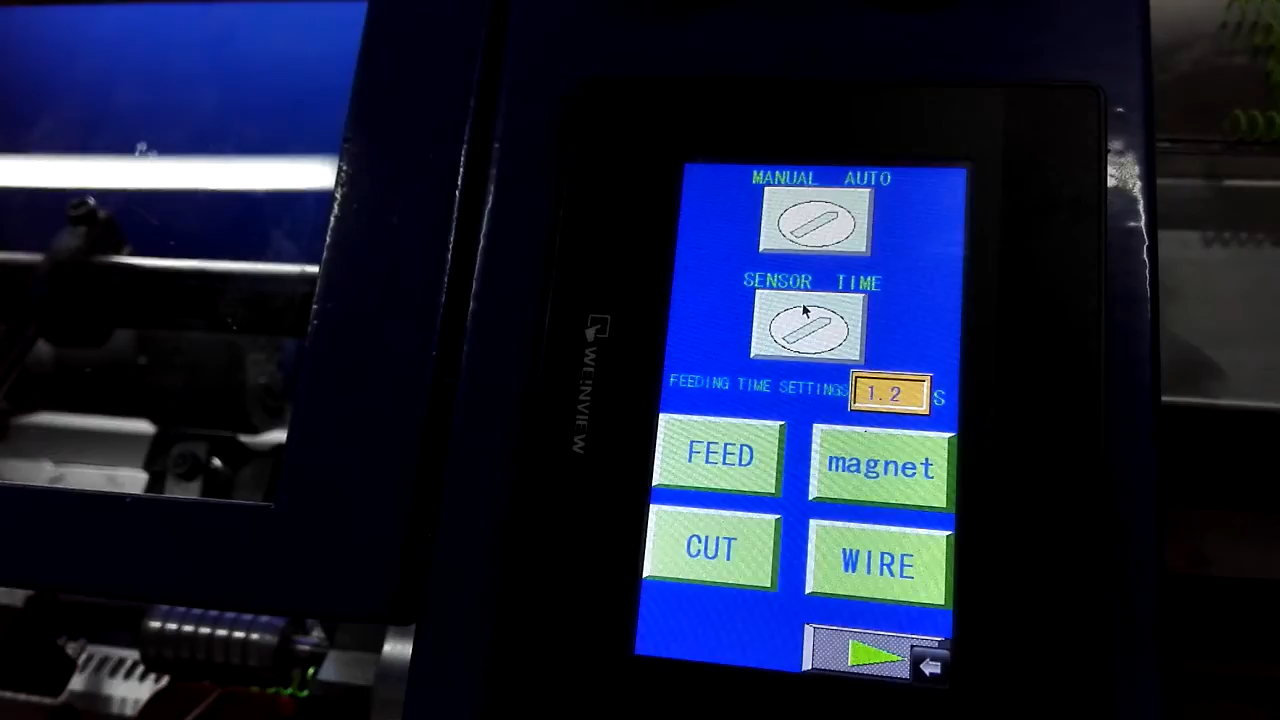 MANUAL AUTO
SENSOR TIME
FEEDING TIME SETTINGS 1.2 S
FEED magnet
CUT WIRE
WEINVIEW